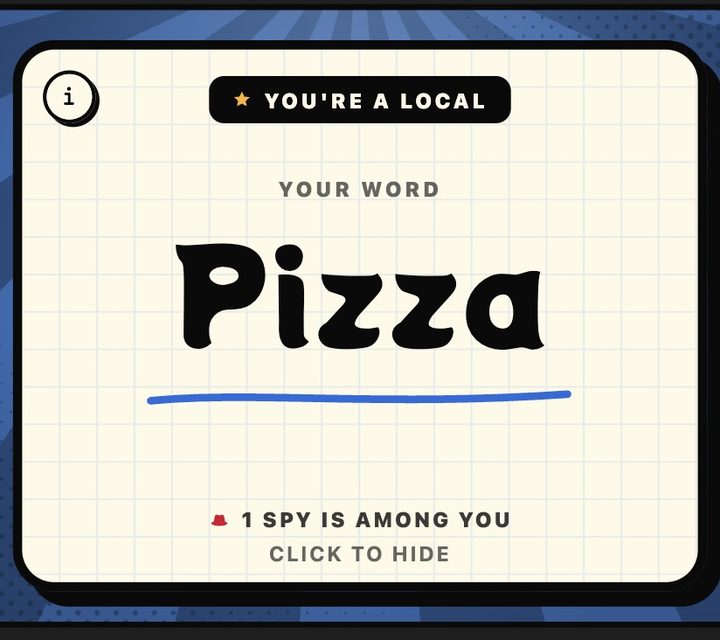 i
YOU'RE A LOCAL
YOUR WORD
Pizza
1 SPY IS AMONG YOU
CLICK TO HIDE